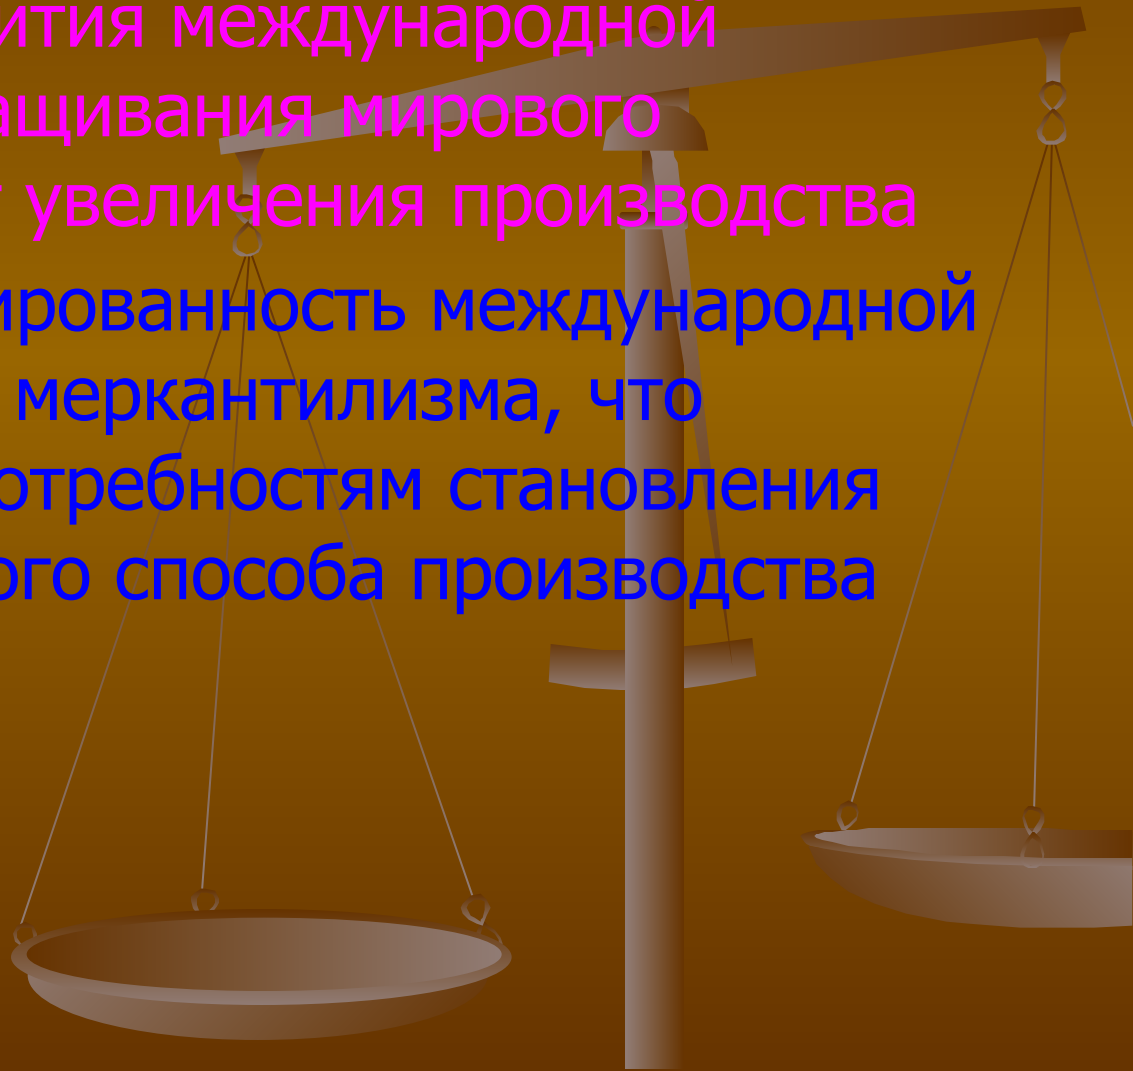 ития международной
ащивания мирового
увеличения производства
ированность международной
меркантилизма, что
отребностям становления
ого способа производства